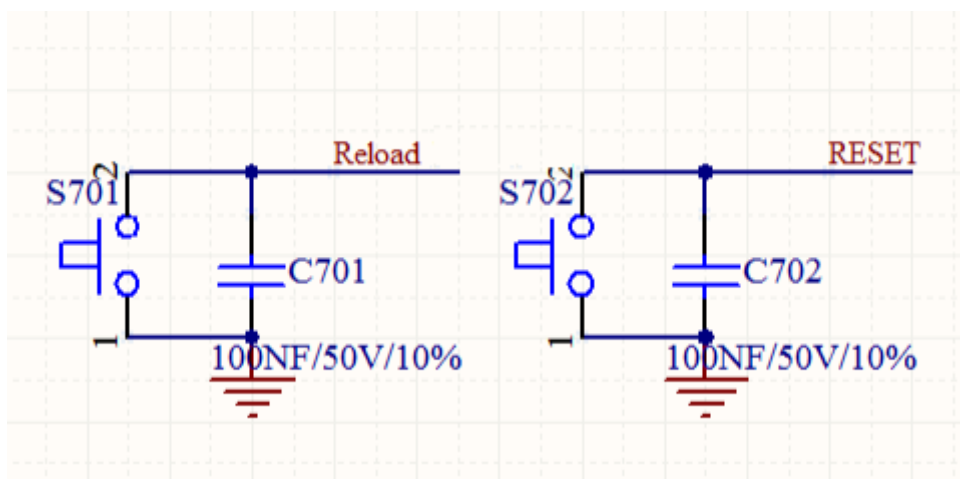 Reload
RESET
2
2
S701
S702
C701
C702
1
1
100NF/50V/10%
100NF/50V/10%